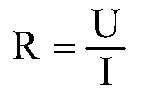 R = U/I